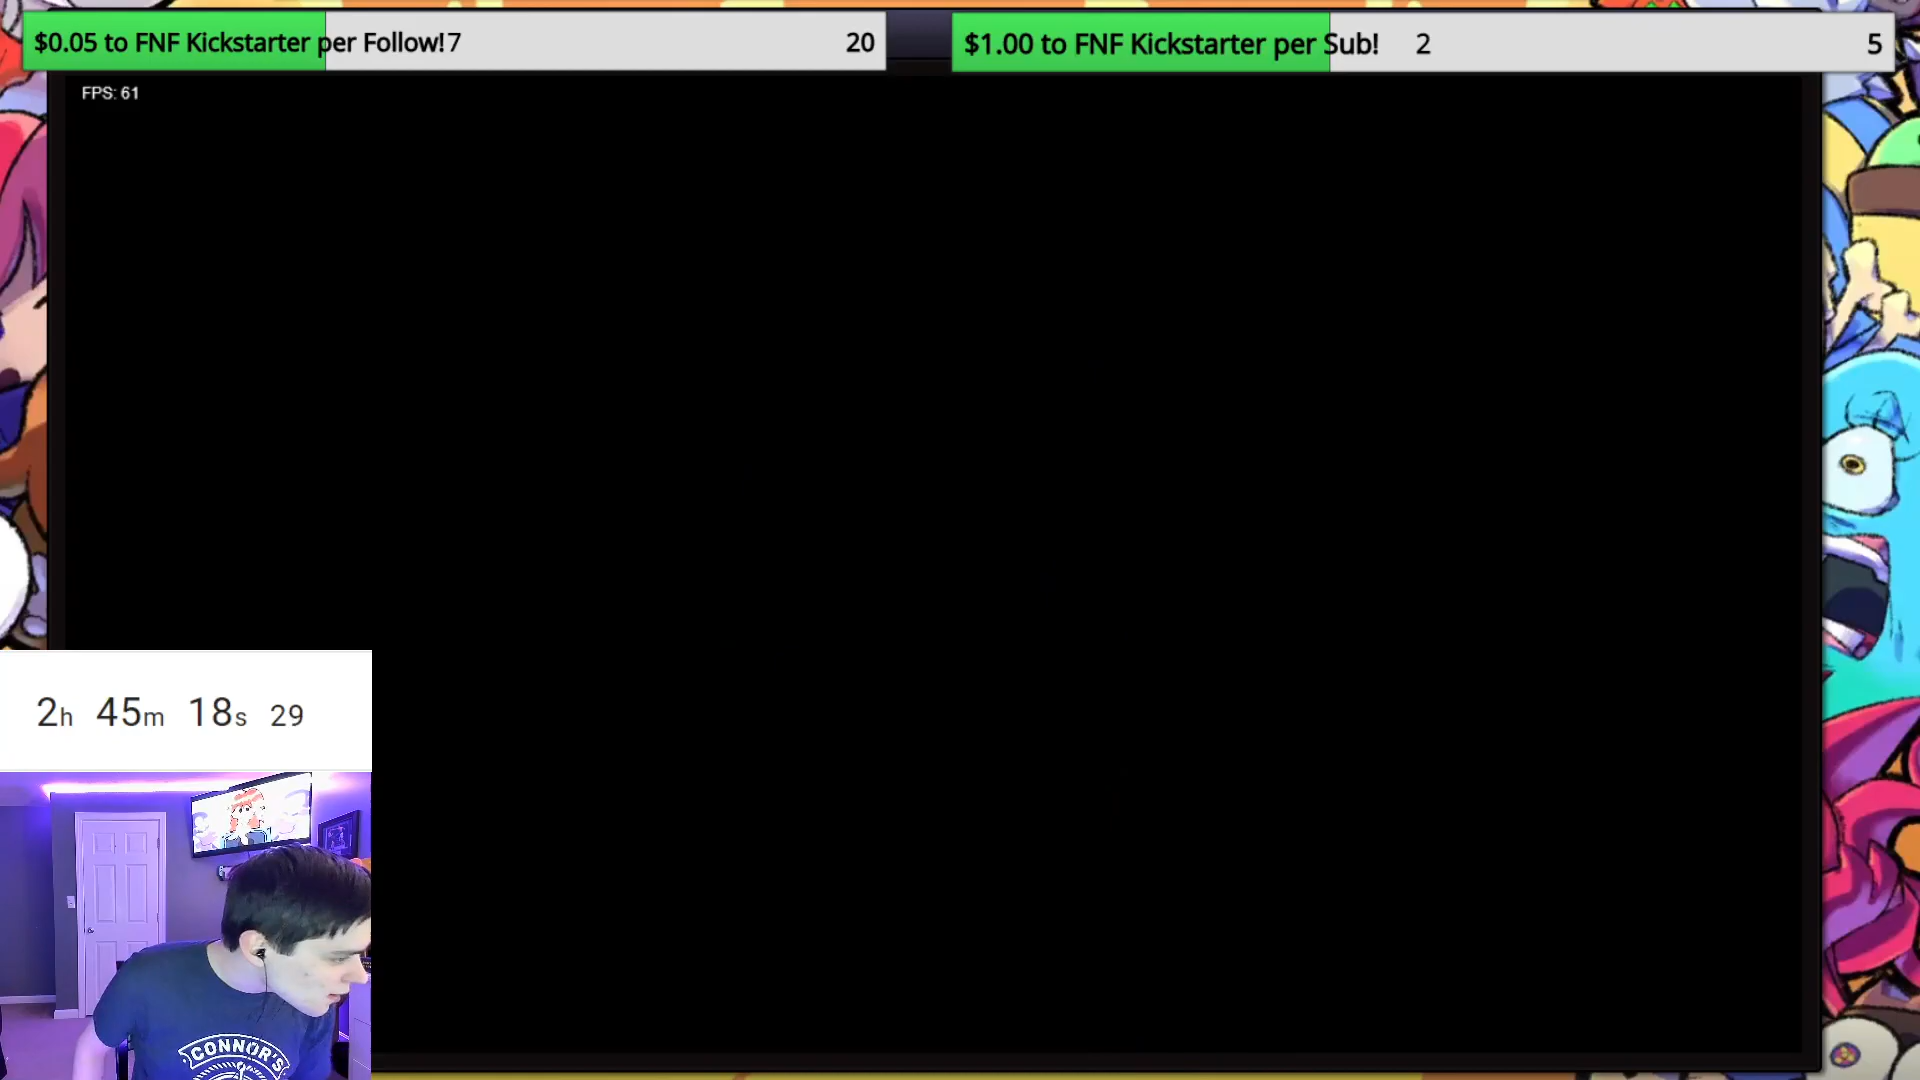 $0.05 to FNF Kickstarter per Follow!7 20
$1.00 to FNF Kickstarter per Sub! 2 5
FPS: 61
2h 45m 18s 29
CONNOR'S